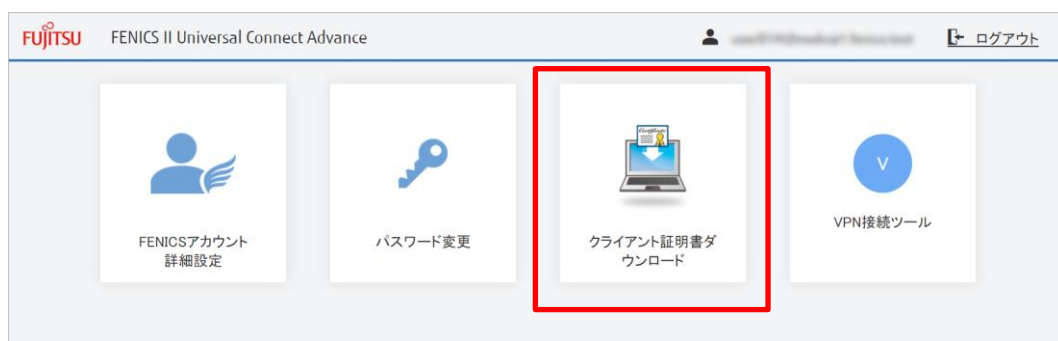 FUJITSU FENICS II Universal Connect Advance ログアウト
Certificate
V
FENICSアカウント
詳細設定
パスワード変更
クライアント証明書ダ
ウンロード
VPN接続ツール